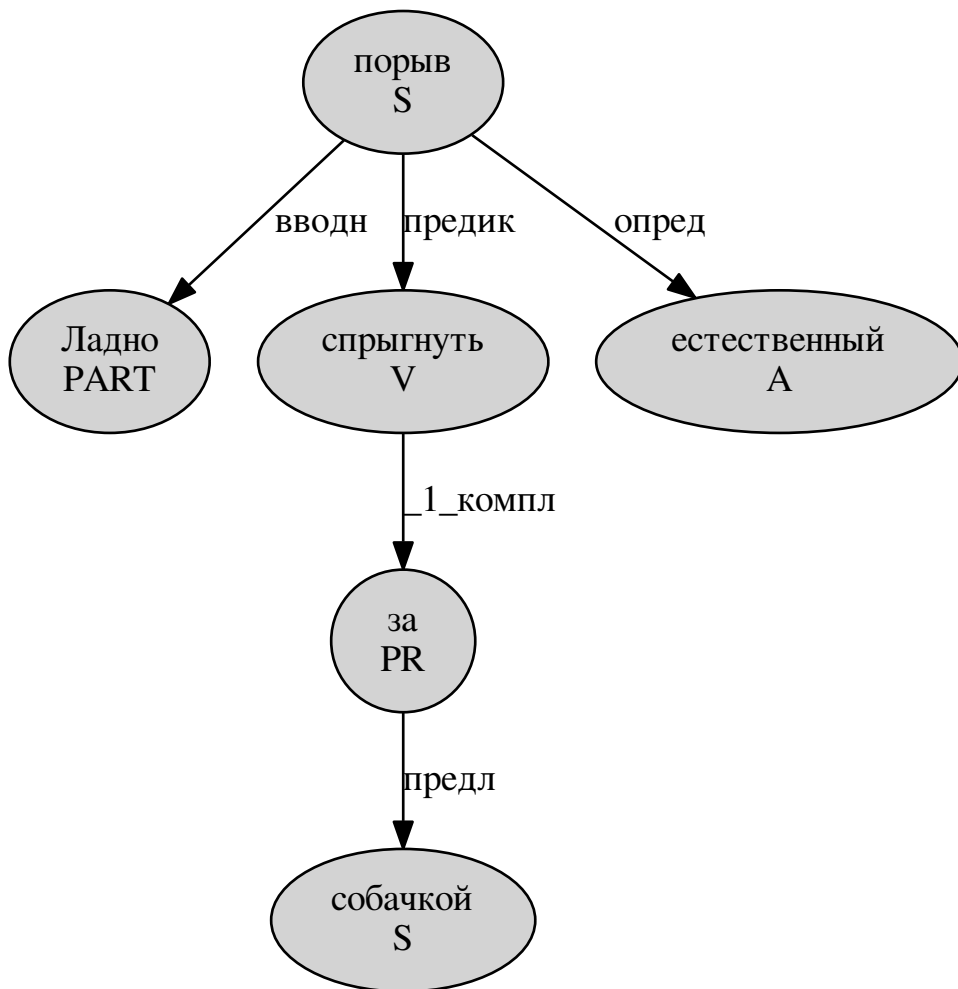 порыв
S
вводн
предик
опред
Ладно
PART
спрыгнуть
V
естественный
A
_1_компл
за
PR
предл
собачкой
S